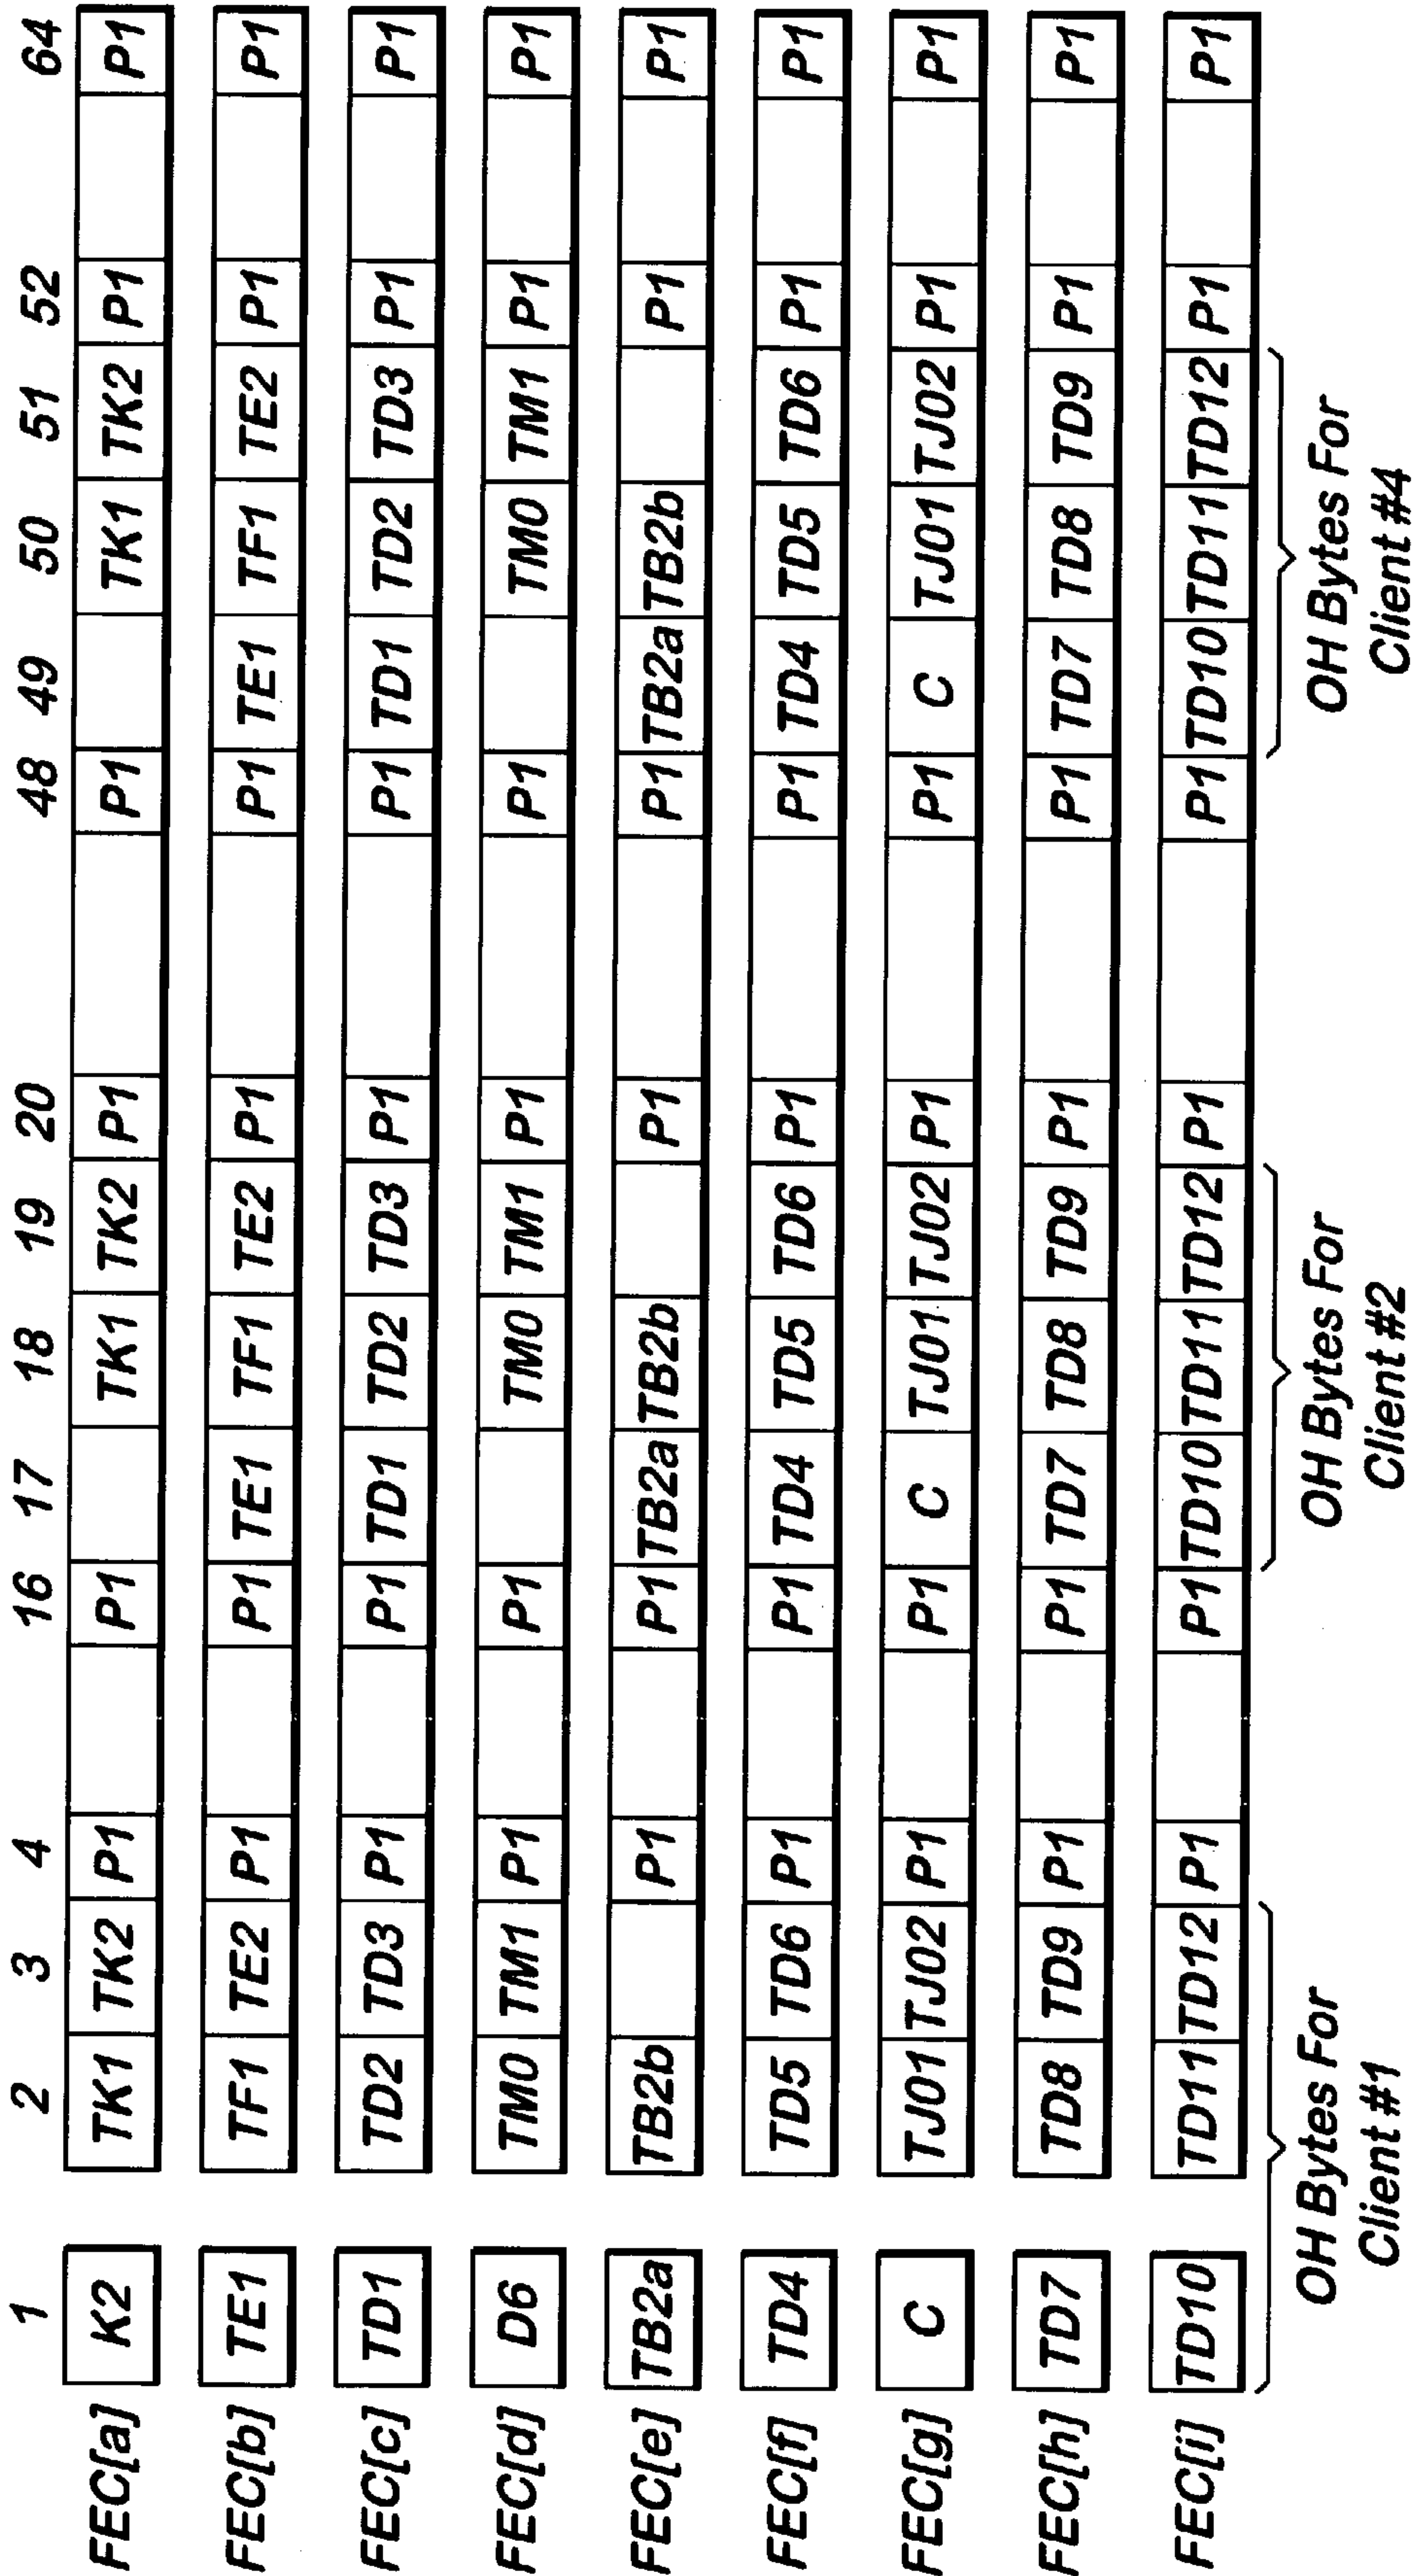 1 2 3 4 16 17 18 19 20 48 49 50 51 52 64
FEC[a] K2 TK1 TK2 P1 P1 TK1 TK2 P1 P1 TK1 TK2 P1 P1
FEC[b] TE1 TF1 TE2 P1 P1 TE1 TF1 TE2 P1 P1 TE1 TF1 TE2 P1 P1
FEC[c] TD1 TD2 TD3 P1 P1 TD1 TD2 TD3 P1 P1 TD1 TD2 TD3 P1 P1
FEC[d] D6 TM0 TM1 P1 P1 TM0 TM1 P1 P1 TM0 TM1 P1 P1
FEC[e] TB2a TB2b P1 P1 TB2a TB2b P1 P1 TB2a TB2b P1 P1
FEC[f] TD4 TD5 TD6 P1 P1 TD4 TD5 TD6 P1 P1 TD4 TD5 TD6 P1 P1
FEC[g] C TJ01 TJ02 P1 P1 C TJ01 TJ02 P1 P1 C TJ01 TJ02 P1 P1
FEC[h] TD7 TD8 TD9 P1 P1 TD7 TD8 TD9 P1 P1 TD7 TD8 TD9 P1 P1
FEC[i] TD10 TD11 TD12 P1 P1 TD10 TD11 TD12 P1 P1 TD10 TD11 TD12 P1 P1
OH Bytes For
Client #1
OH Bytes For
Client #2
OH Bytes For
Client #4